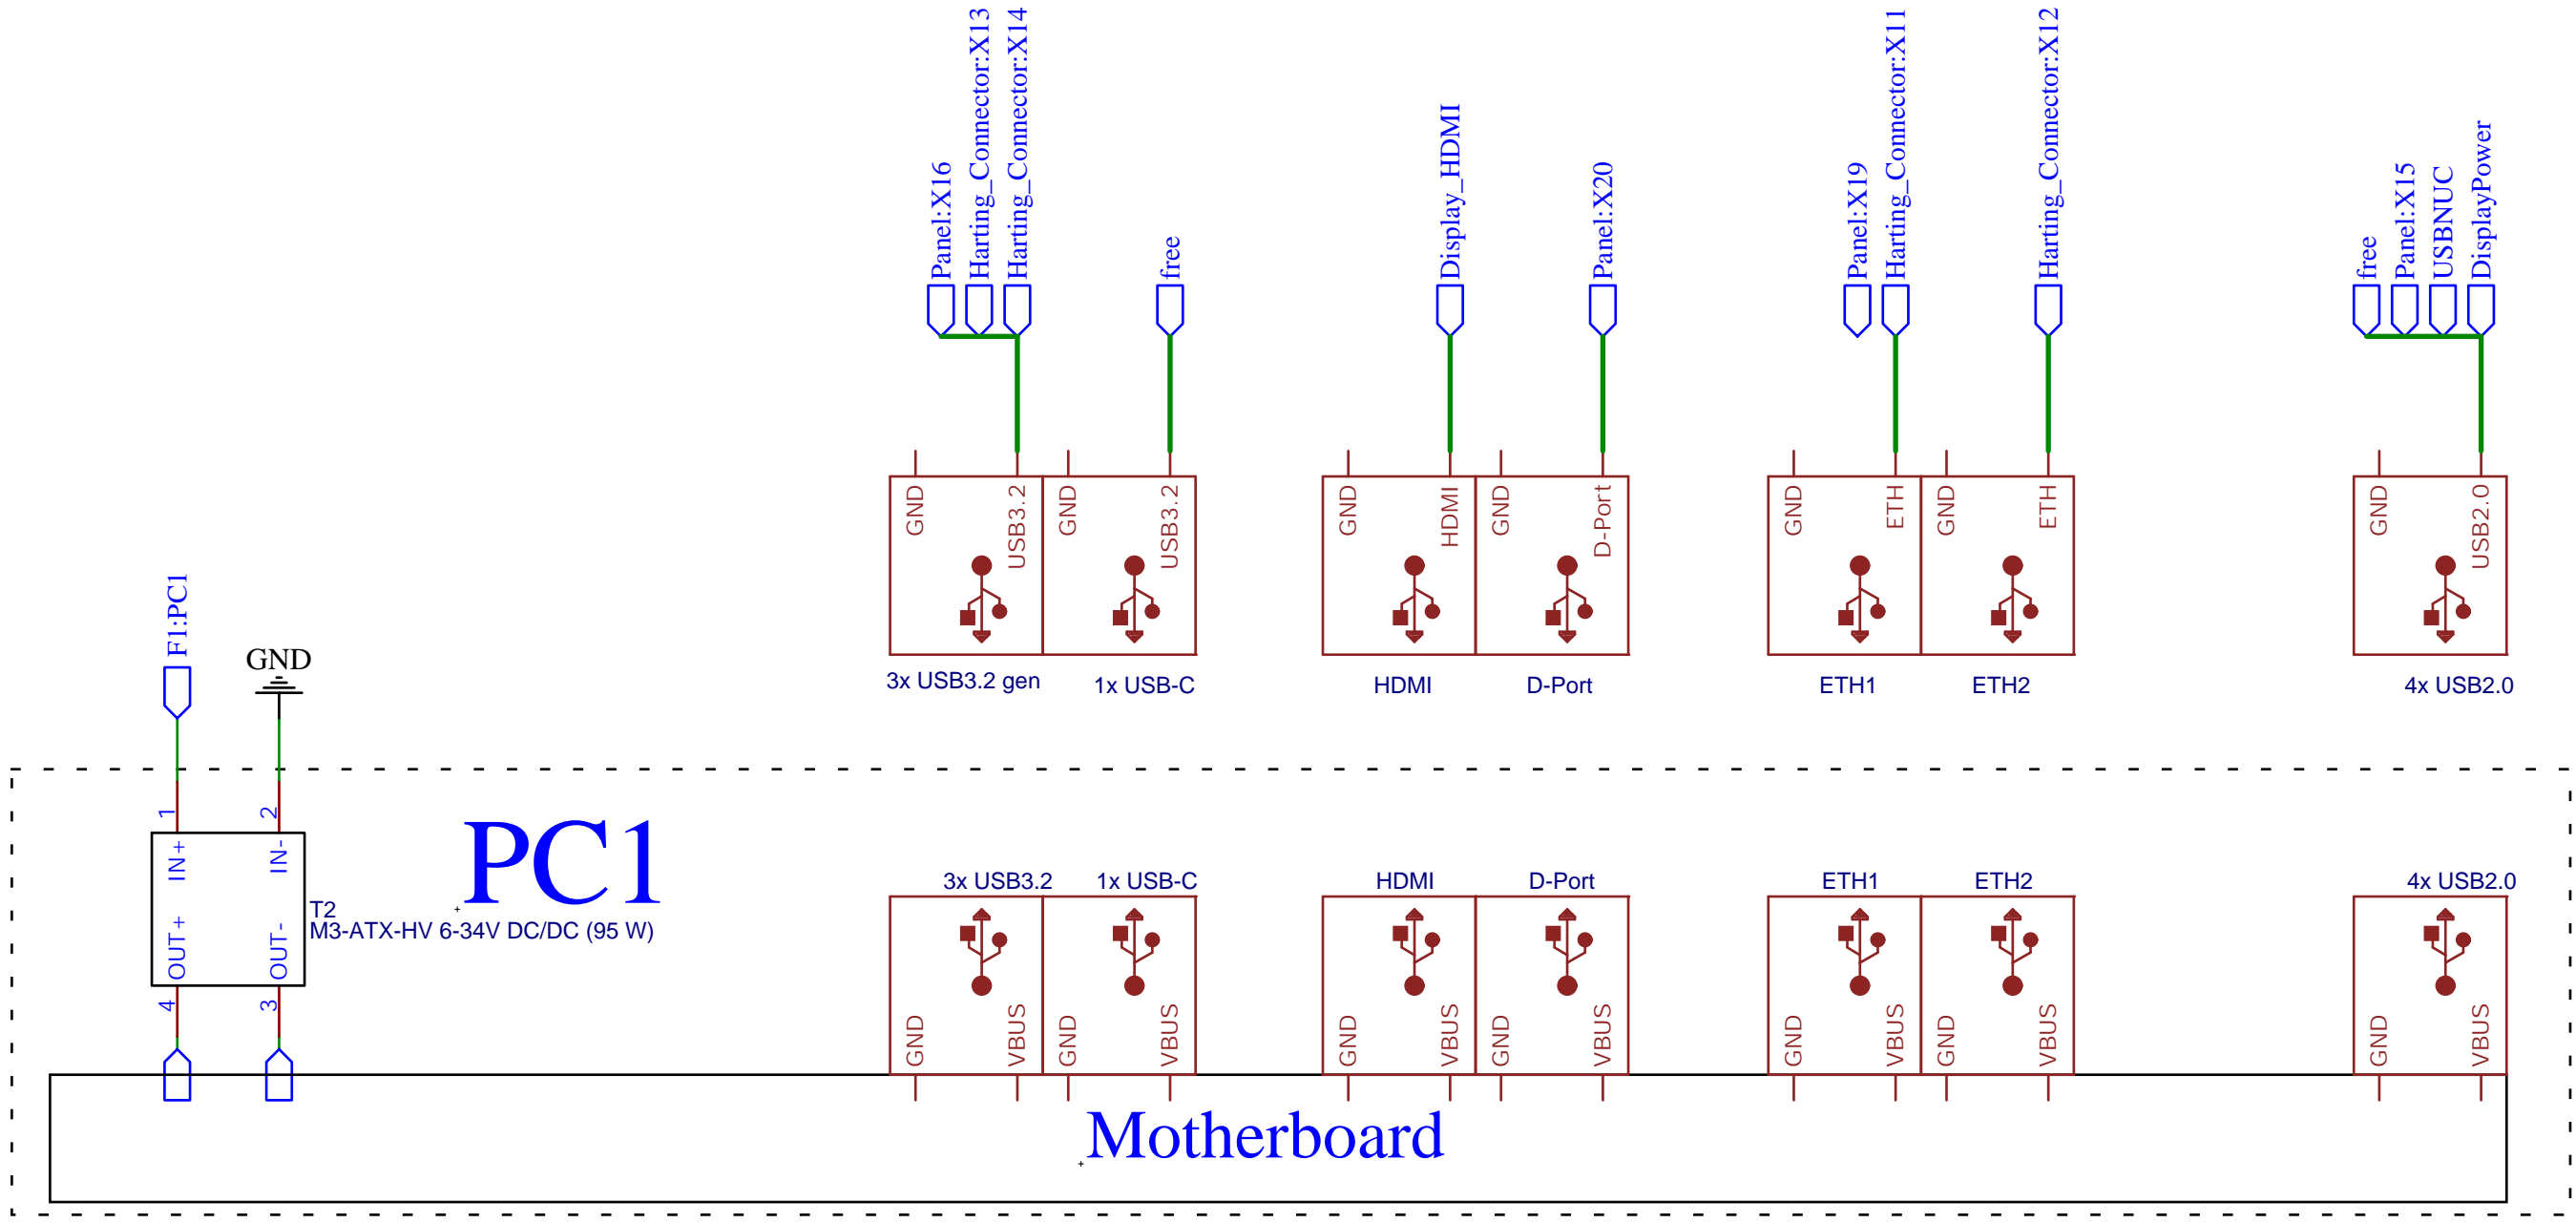 Panel:X16
Harting_Connector:X13
Harting_Connector:X14
free
Display_HDMI
Panel:X20
Panel:X19
Harting_Connector:X11
Harting_Connector:X12
free
Panel:X15
USBNUC
DisplayPower
GND
USB3.2
GND
USB3.2
GND
HDMI
GND
D-Port
GND
ETH
GND
ETH
GND
USB2.0
3x USB3.2 gen
1x USB-C
HDMI
D-Port
ETH1
ETH2
4x USB2.0
F1:PC1
GND
1
2
IN+
IN-
OUT+
OUT-
4
3
T2
M3-ATX-HV 6-34V DC/DC (95 W)
PC1
3x USB3.2
1x USB-C
HDMI
D-Port
ETH1
ETH2
4x USB2.0
GND
VBUS
GND
VBUS
GND
VBUS
GND
VBUS
GND
VBUS
GND
VBUS
GND
VBUS
Motherboard